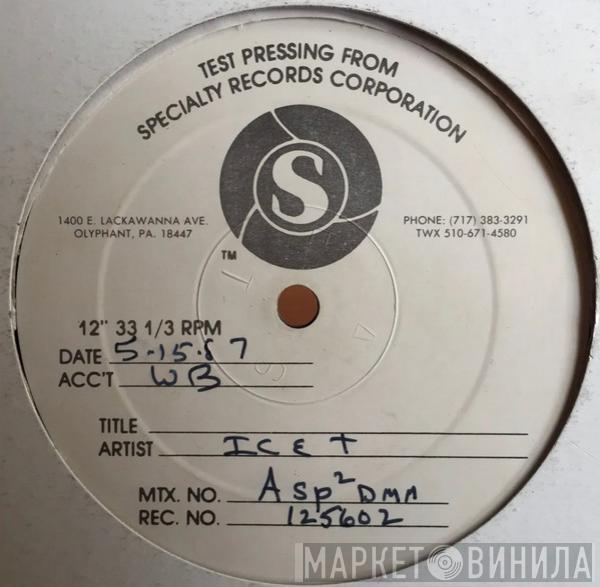 TEST PRESSING FROM
SPECIALTY RECORDS CORPORATION
S
1400 E. LACKAWANNA AVE.
OLYPHANT, PA. 18447
PHONE: (717) 383-3291
TWX 510-671-4580
TM
12" 33 1/3 RPM
DATE 5.15.87
ACC'T WB
TITLE
ARTIST ICE T
MTX. NO. ASP2 DMM
REC. NO. 125602
МАРКЕТ ВИНИЛА